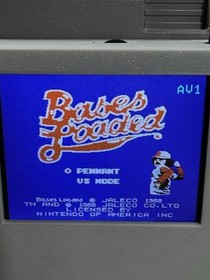 AV1
Bases
Loaded
PENNANT
VS MODE
Bases Loaded © JALECO 1988
TM AND © 1988 JALECO CO.LTD
LICENSED BY
NINTENDO OF AMERICA INC